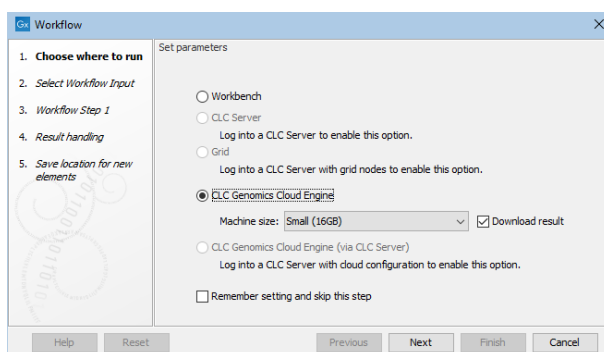 Gx Workflow
1. Choose where to run
2. Select Workflow Input
3. Workflow Step 1
4. Result handling
5. Save location for new
elements
Set parameters
Workbench
CLC Server
Log into a CLC Server to enable this option.
Grid
Log into a CLC Server with grid nodes to enable this option.
CLC Genomics Cloud Engine
Machine size: Small (16GB) Download result
CLC Genomics Cloud Engine (via CLC Server)
Log into a CLC Server with cloud configuration to enable this option.
Remember setting and skip this step
Help Reset Previous Next Finish Cancel